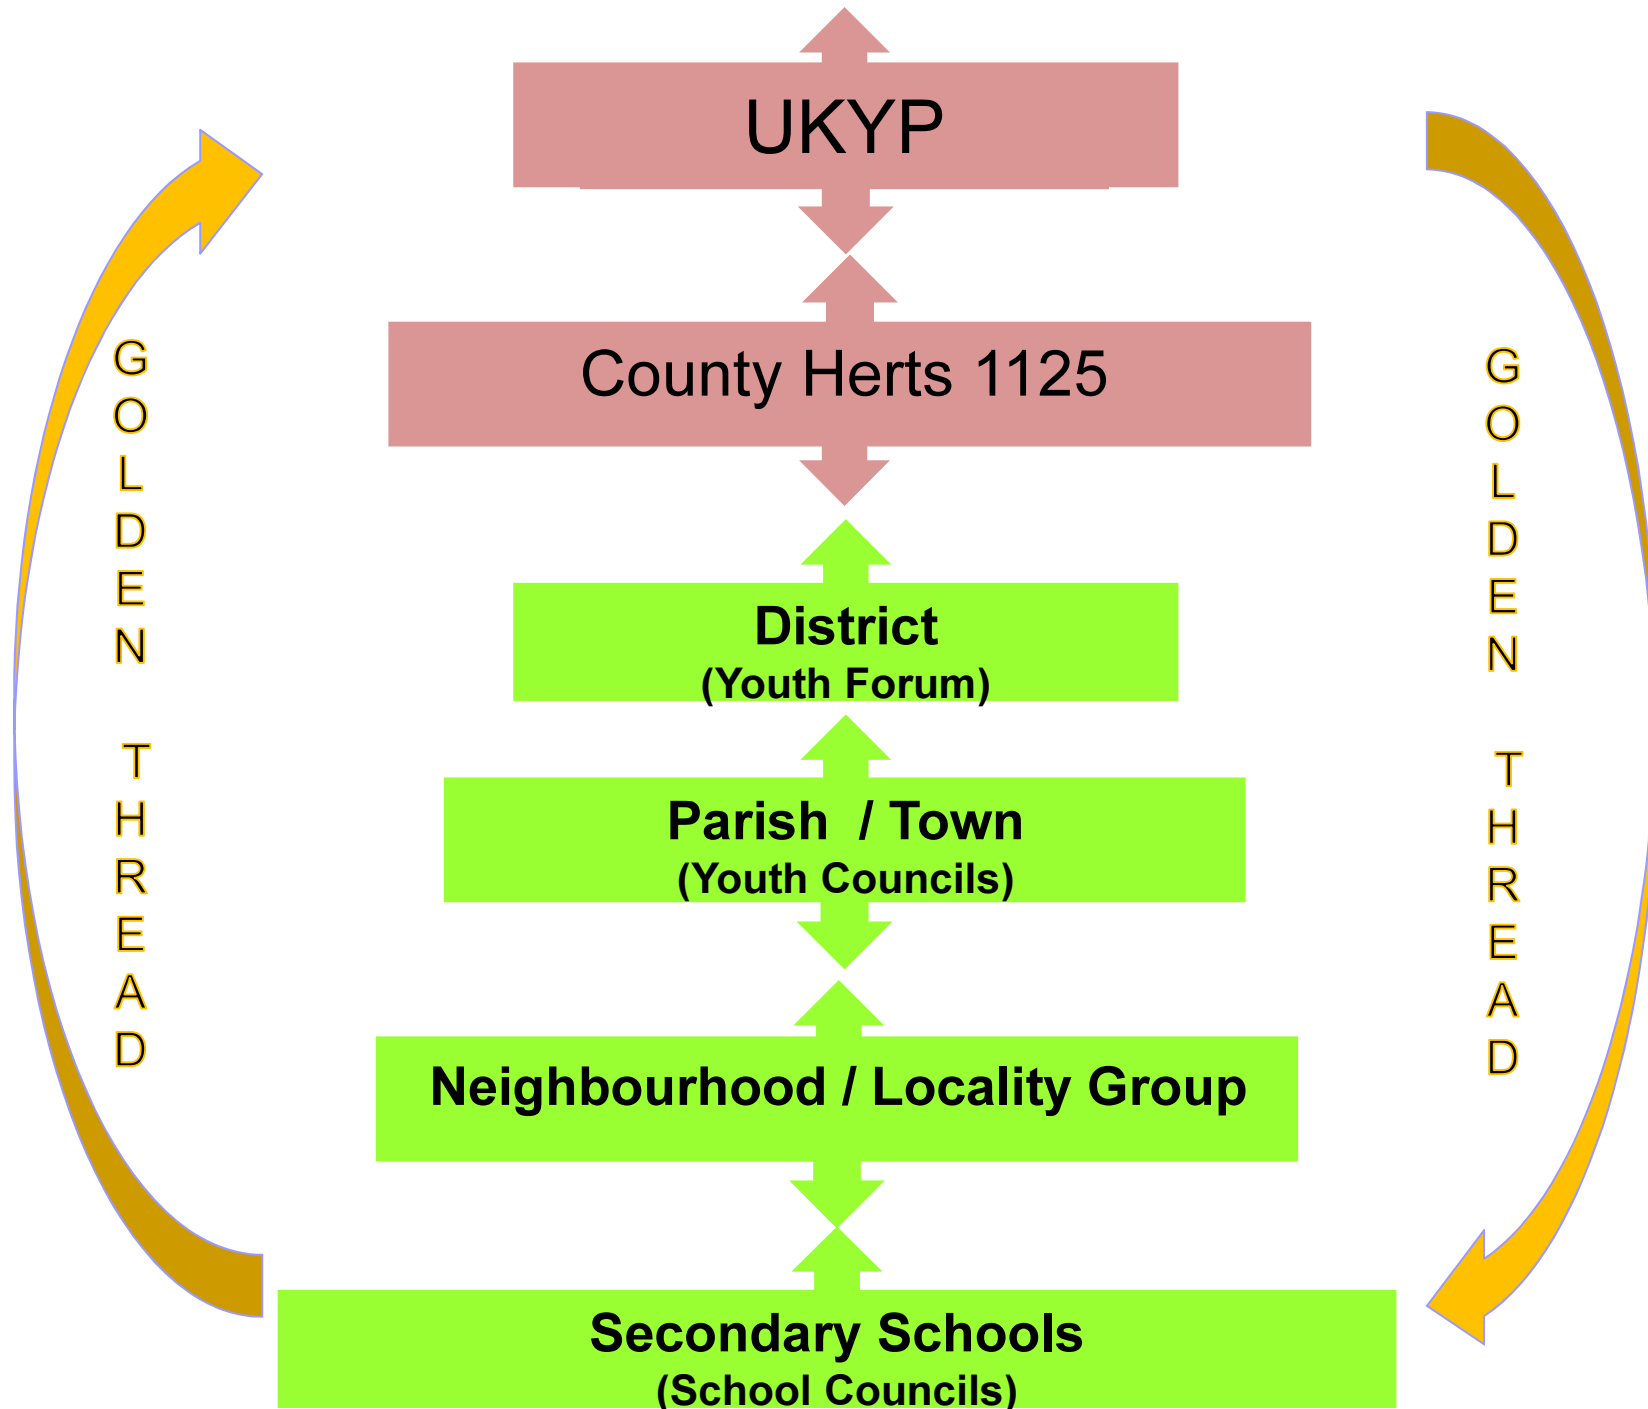 UKYP
County Herts 1125
District
(Youth Forum)
Parish / Town
(Youth Councils)
Neighbourhood / Locality Group
Secondary Schools
(School Councils)
GOLDEN THREAD
GOLDEN THREAD